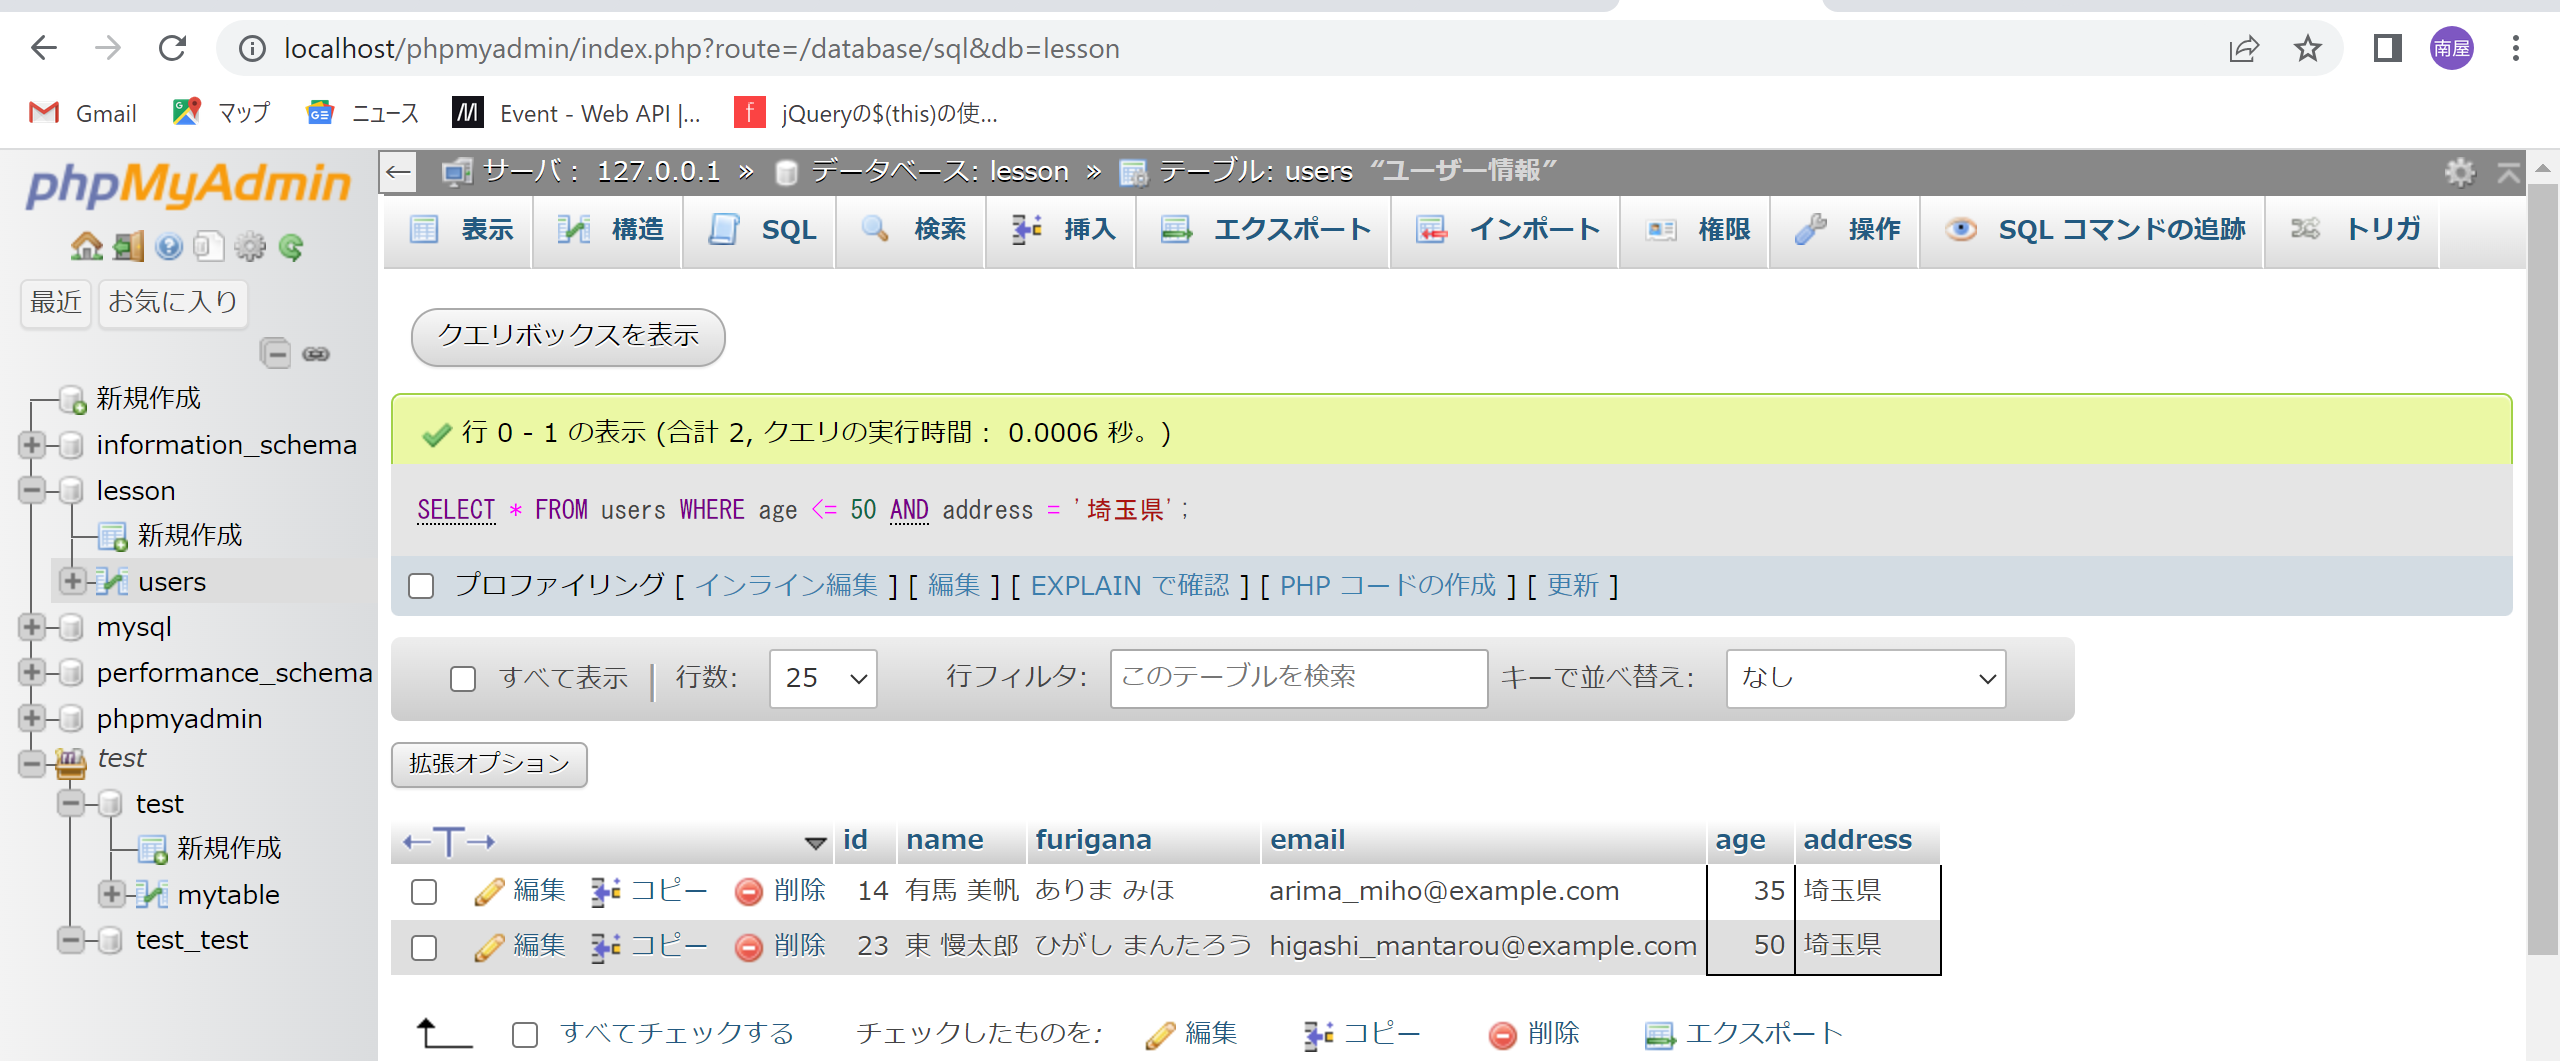 localhost/phpmyadmin/index.php?route=/database/sql&db=lesson
南屋
Gmail マップ ニュース Event - Web API |... jQueryの$(this)の使...
phpMyAdmin
最近 お気に入り
新規作成
information_schema
lesson
新規作成
users
mysql
performance_schema
phpmyadmin
test
test
新規作成
mytable
test_test
サーバ： 127.0.0.1 » データベース: lesson » テーブル: users “ユーザー情報”
表示 構造 SQL 検索 挿入 エクスポート インポート 権限 操作 SQL コマンドの追跡 トリガ
クエリボックスを表示
行 0 - 1 の表示 (合計 2, クエリの実行時間： 0.0006 秒。)
SELECT * FROM users WHERE age <= 50 AND address = '埼玉県';
プロファイリング [ インライン編集 ] [ 編集 ] [ EXPLAIN で確認 ] [ PHP コードの作成 ] [ 更新 ]
すべて表示 | 行数: 25 行フィルタ: このテーブルを検索 キーで並べ替え: なし
拡張オプション
←T→ id name furigana email age address
編集 コピー 削除 14 有馬 美帆 ありま みほ arima_miho@example.com 35 埼玉県
編集 コピー 削除 23 東 慢太郎 ひがし まんたろう higashi_mantarou@example.com 50 埼玉県
すべてチェックする チェックしたものを: 編集 コピー 削除 エクスポート